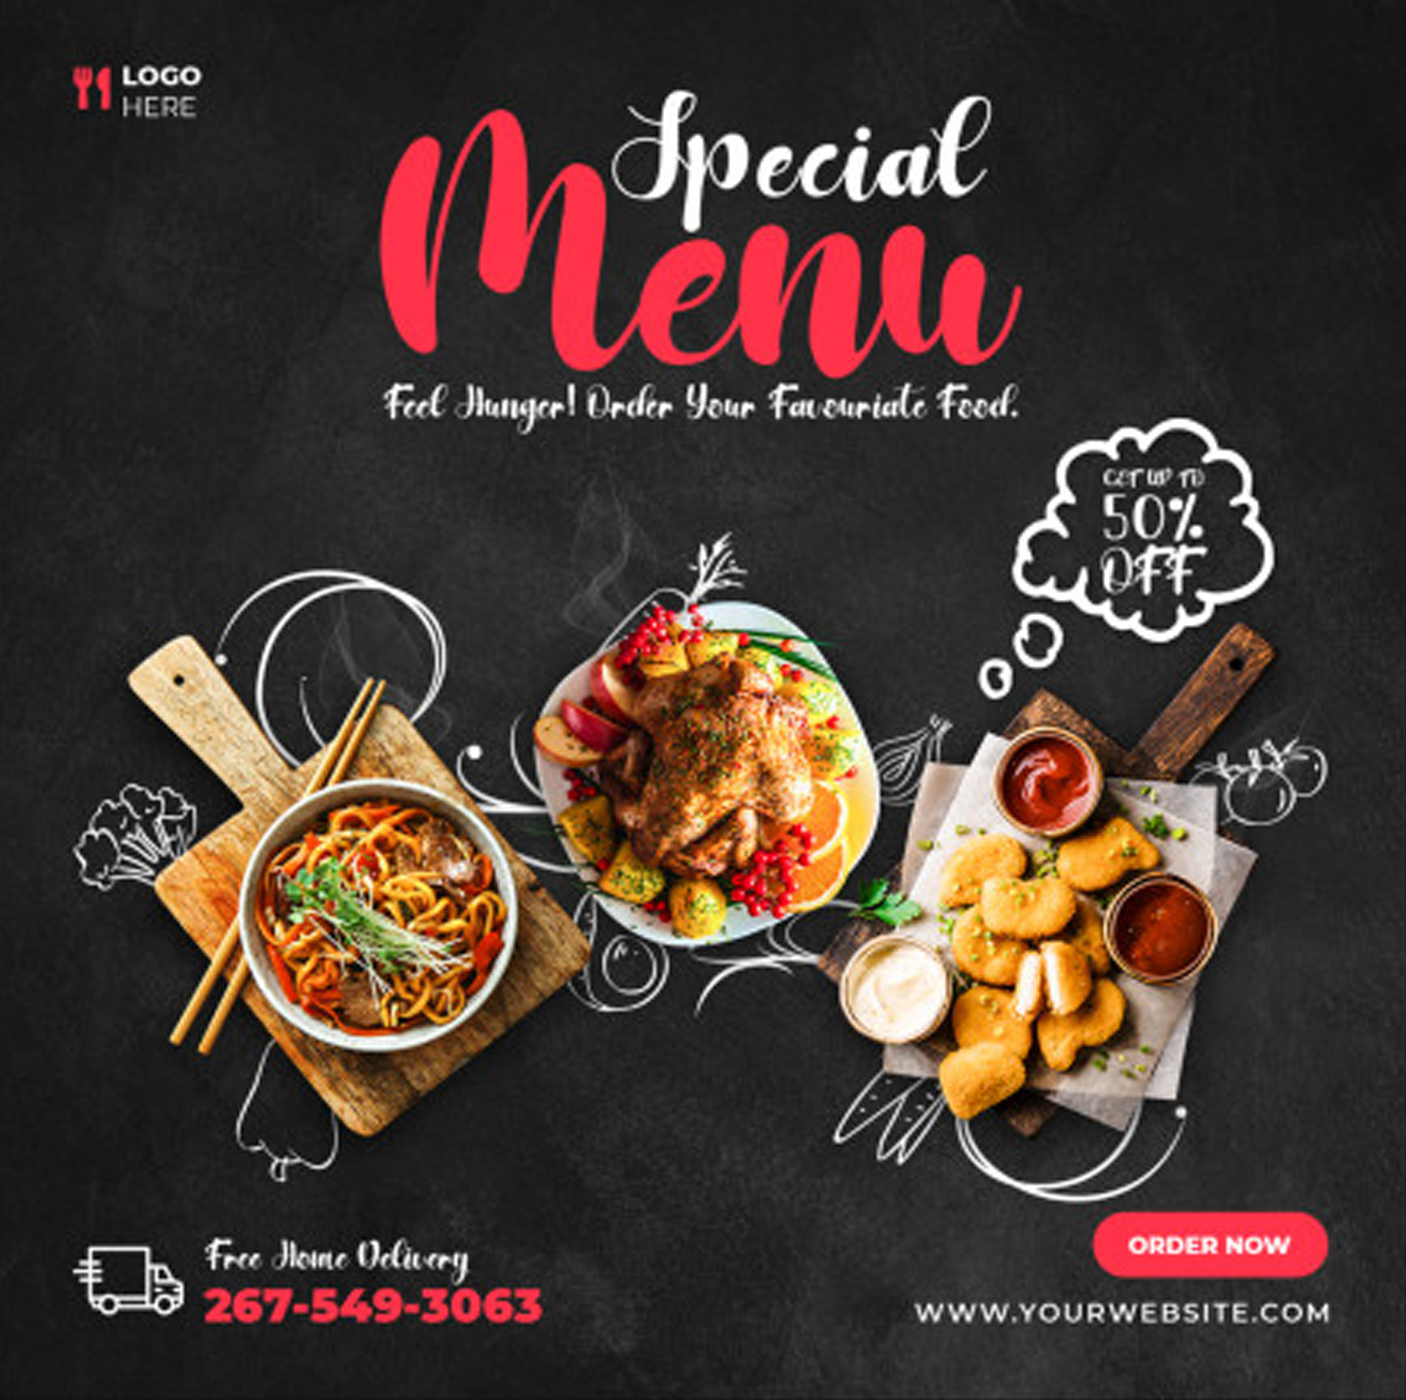 LOGO
HERE
Special
Menu
Feel Hunger! Order Your Favouriate Food.
GET UP TO
50%
OFF
Free Home Delivery
267-549-3063
ORDER NOW
WWW.YOURWEBSITE.COM